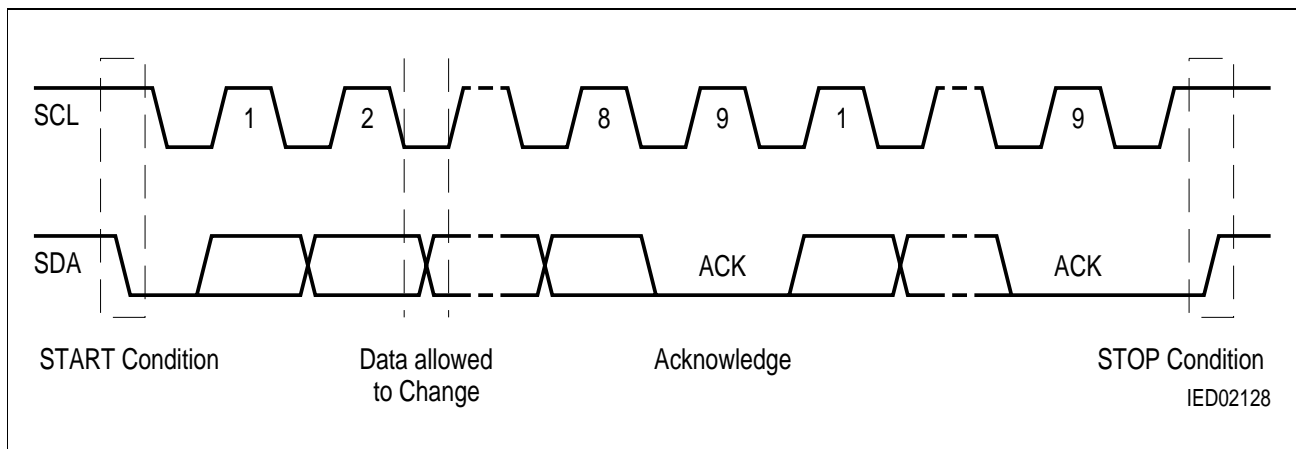 SCL 1 2 8 9 1 9
SDA ACK ACK
START Condition Data allowed Acknowledge STOP Condition
to Change
IED02128